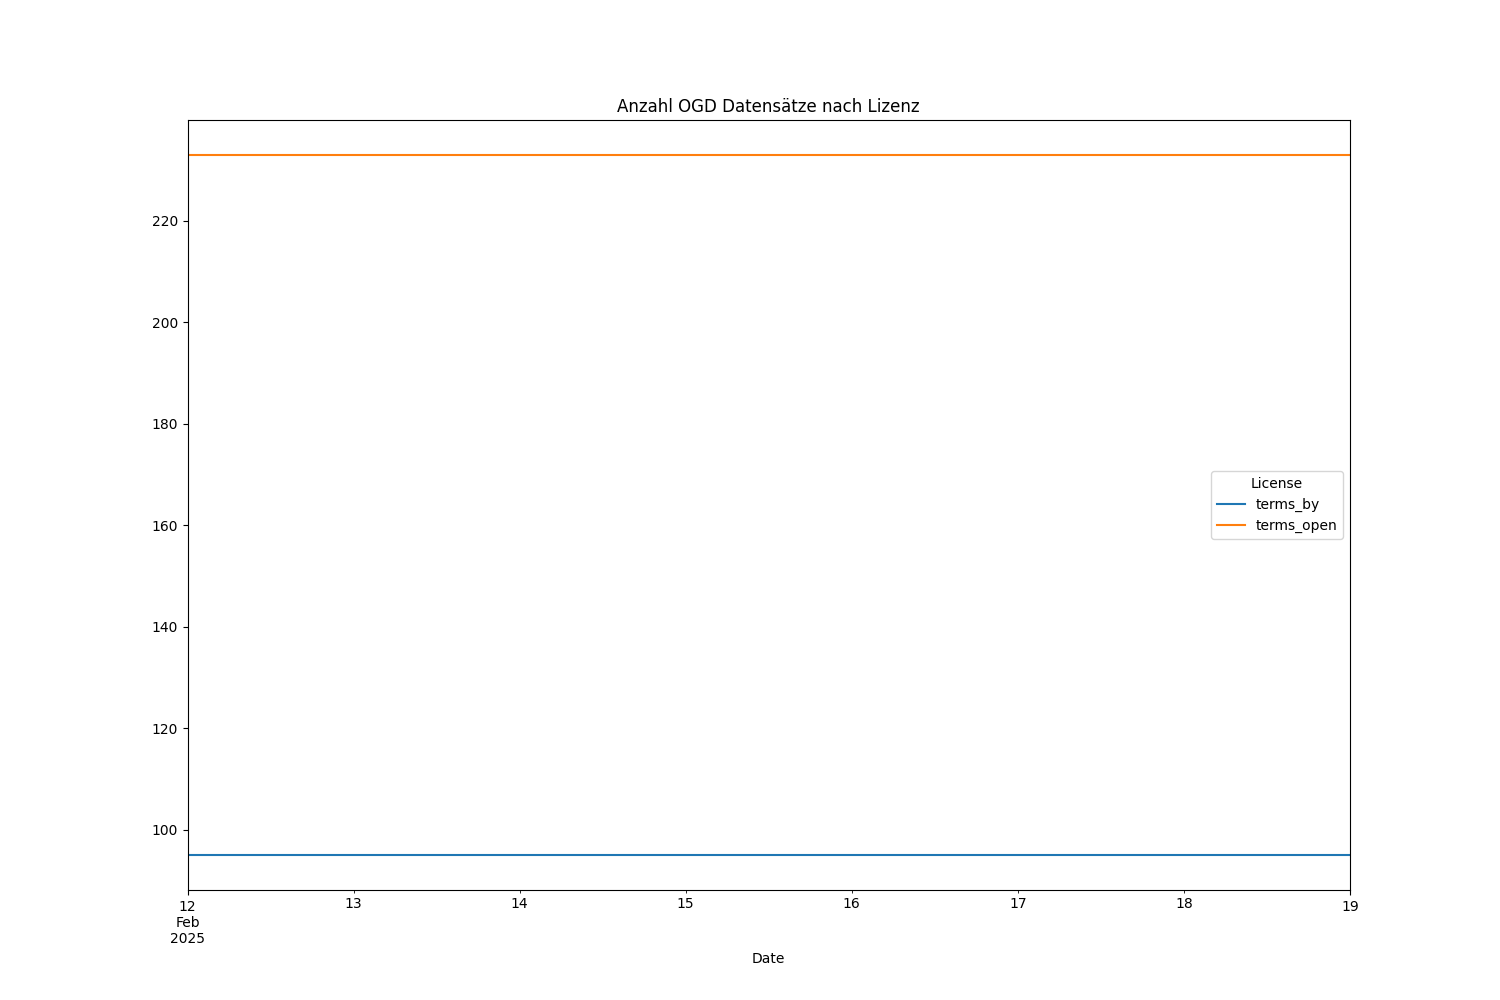 Anzahl OGD Datensätze nach Lizenz
220
200
180
160
140
120
100
License
terms_by
terms_open
12 13 14 15 16 17 18 19
Feb
2025
Date